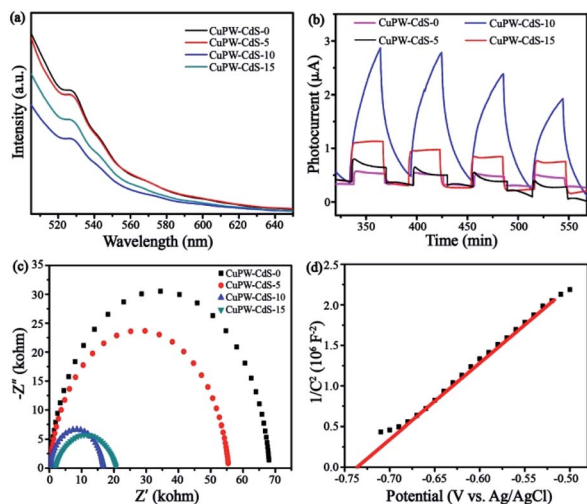 (a)
CuPW-CdS-0
CuPW-CdS-5
CuPW-CdS-10
CuPW-CdS-15
Intensity (a.u.)
520 540 560 580 600 620 640
Wavelength (nm)
(b)
CuPW-CdS-0 CuPW-CdS-10
CuPW-CdS-5 CuPW-CdS-15
Photocurrent (μA)
4
3
2
1
0
350 400 450 500 550
Time (min)
(c)
CuPW-CdS-0
CuPW-CdS-5
CuPW-CdS-10
CuPW-CdS-15
-Z″ (kohm)
35
30
25
20
15
10
5
0
0 10 20 30 40 50 60 70 80
Z′ (kohm)
(d)
1/C² (10⁶ F⁻²)
2.5
2.0
1.5
1.0
0.5
0.0
-0.75 -0.70 -0.65 -0.60 -0.55 -0.50
Potential (V vs. Ag/AgCl)